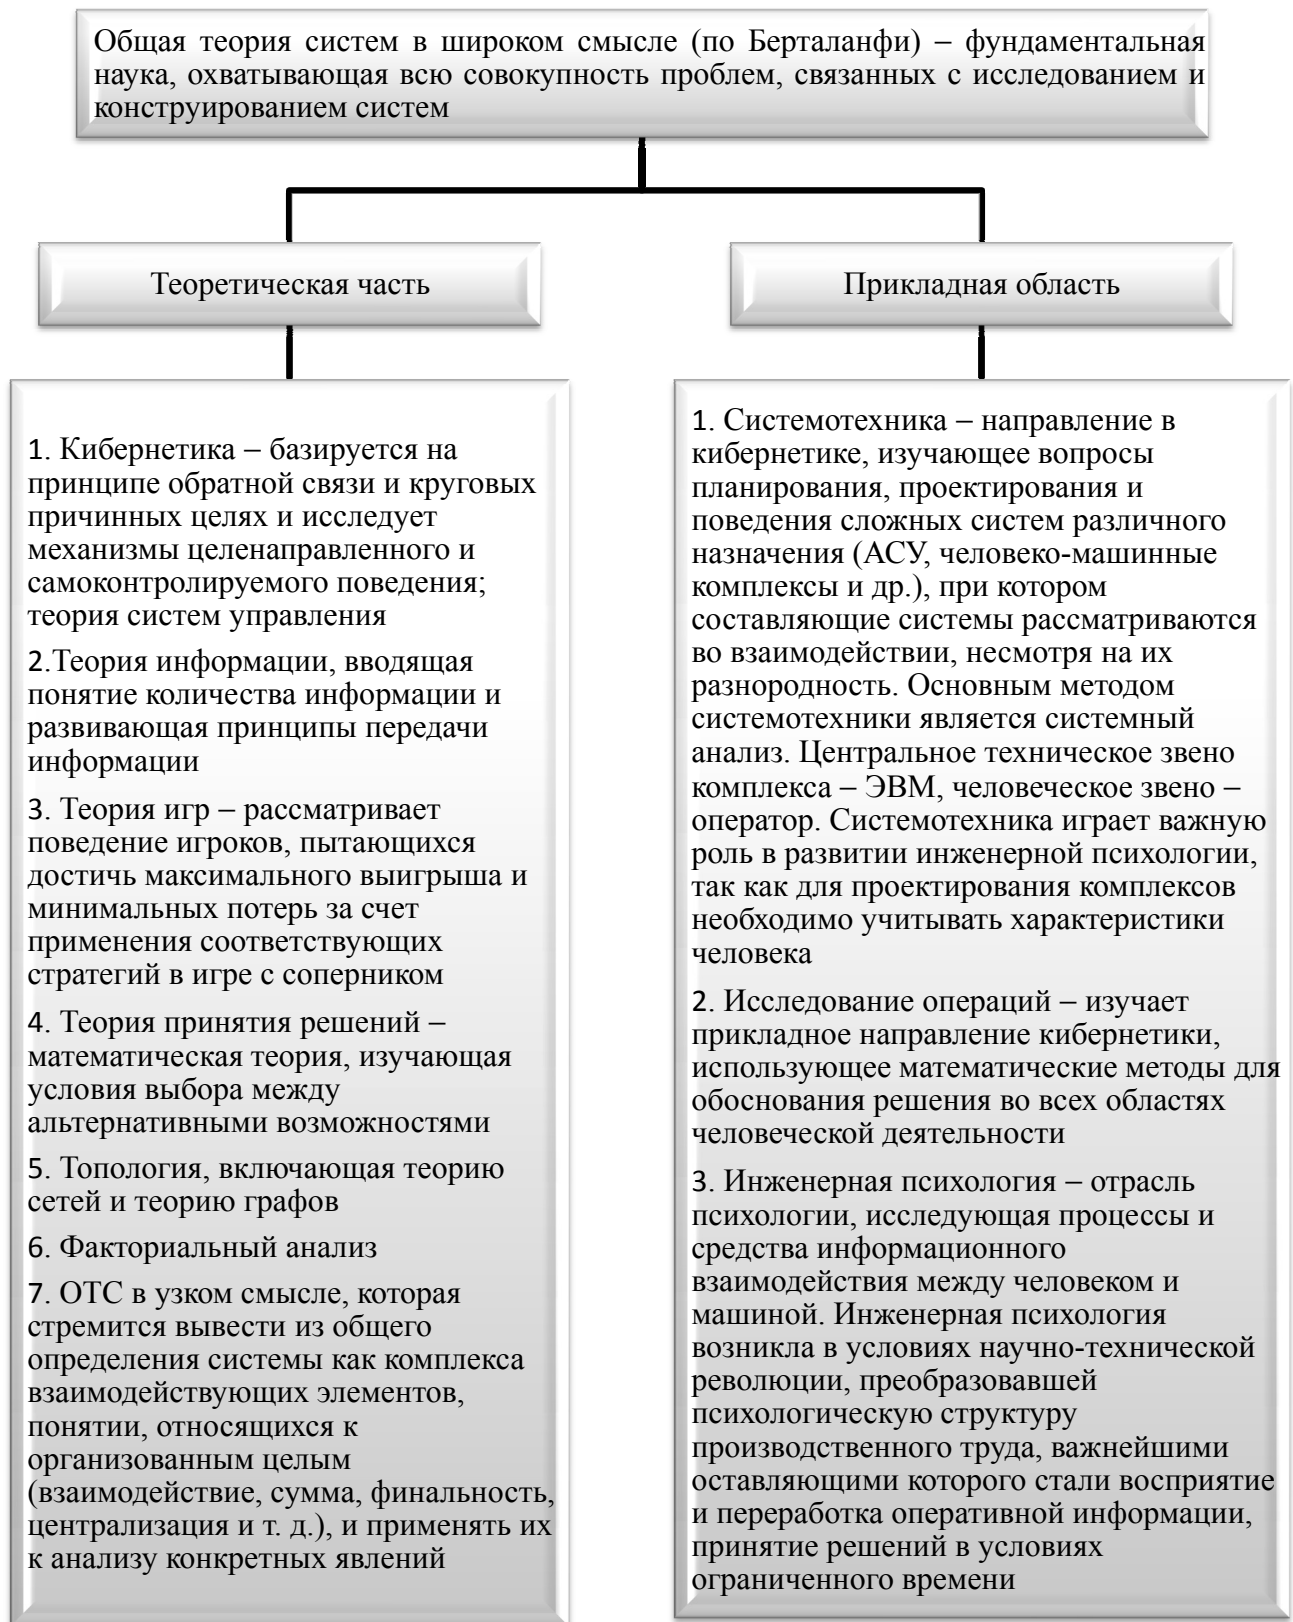 Общая теория систем в широком смысле (по Берталанфи) – фундаментальная
наука, охватывающая всю совокупность проблем, связанных с исследованием и
конструированием систем
Теоретическая часть
Прикладная область
1. Кибернетика – базируется на
принципе обратной связи и круговых
причинных целях и исследует
механизмы целенаправленного и
самоконтролируемого поведения;
теория систем управления
2.Теория информации, вводящая
понятие количества информации и
развивающая принципы передачи
информации
3. Теория игр – рассматривает
поведение игроков, пытающихся
достичь максимального выигрыша и
минимальных потерь за счет
применения соответствующих
стратегий в игре с соперником
4. Теория принятия решений –
математическая теория, изучающая
условия выбора между
альтернативными возможностями
5. Топология, включающая теорию
сетей и теорию графов
6. Факториальный анализ
7. ОТС в узком смысле, которая
стремится вывести из общего
определения системы как комплекса
взаимодействующих элементов,
понятии, относящихся к
организованным целым
(взаимодействие, сумма, финальность,
централизация и т. д.), и применять их
к анализу конкретных явлений
1. Системотехника – направление в
кибернетике, изучающее вопросы
планирования, проектирования и
поведения сложных систем различного
назначения (АСУ, человеко-машинные
комплексы и др.), при котором
составляющие системы рассматриваются
во взаимодействии, несмотря на их
разнородность. Основным методом
системотехники является системный
анализ. Центральное техническое звено
комплекса – ЭВМ, человеческое звено –
оператор. Системотехника играет важную
роль в развитии инженерной психологии,
так как для проектирования комплексов
необходимо учитывать характеристики
человека
2. Исследование операций – изучает
прикладное направление кибернетики,
использующее математические методы для
обоснования решения во всех областях
человеческой деятельности
3. Инженерная психология – отрасль
психологии, исследующая процессы и
средства информационного
взаимодействия между человеком и
машиной. Инженерная психология
возникла в условиях научно-технической
революции, преобразовавшей
психологическую структуру
производственного труда, важнейшими
оставляющими которого стали восприятие
и переработка оперативной информации,
принятие решений в условиях
ограниченного времени